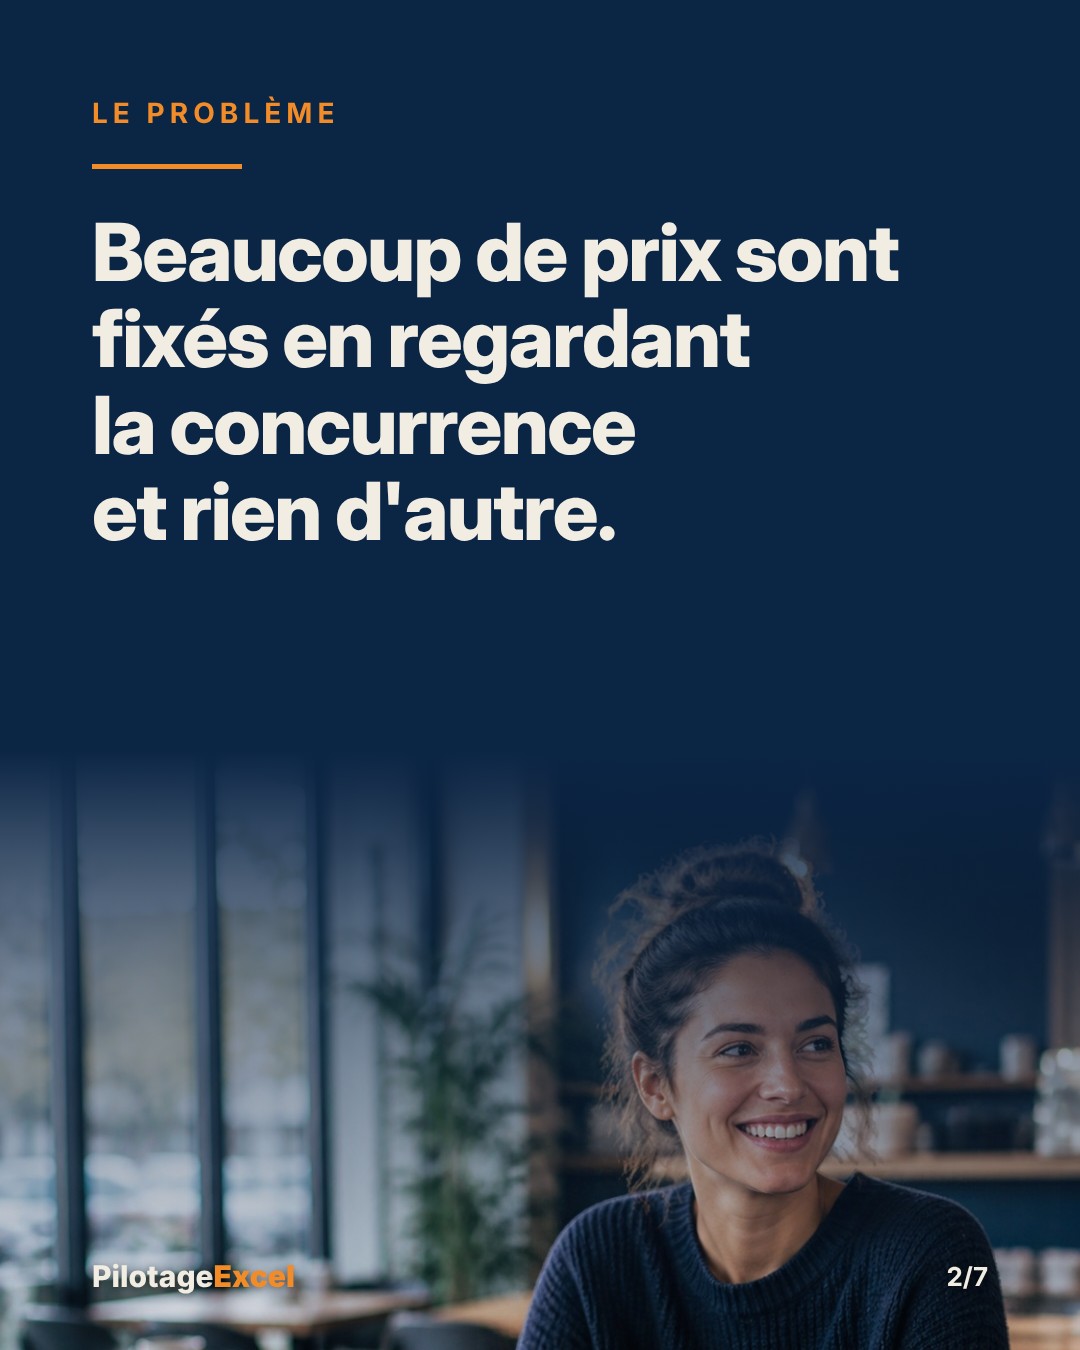 LE PROBLÈME
Beaucoup de prix sont
fixés en regardant
la concurrence
et rien d'autre.
PilotageExcel
2/7